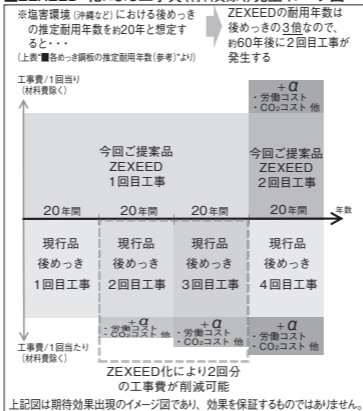 ※塩害環境（沖縄など）における後めっき
の推定耐用年数を約20年と想定す
ると・・・
(上表"■各めっき鋼板の推定耐用年数(参考)"より)
ZEXEEDの耐用年数は
後めっきの3倍なので、
約60年後に2回目工事が
発生する
工事費/1回当り
(材料費除く)
+α
・労働コスト
・CO₂コスト 他
今回ご提案品
ZEXEED
1回目工事
今回ご提案品
ZEXEED
2回目工事
20年間
20年間
20年間
20年間
年数
現行品
後めっき
1回目工事
現行品
後めっき
2回目工事
現行品
後めっき
3回目工事
現行品
後めっき
4回目工事
+α
・労働コスト
・CO₂コスト 他
+α
・労働コスト
・CO₂コスト 他
+α
・労働コスト
・CO₂コスト 他
工事費/1回当たり
(材料費除く)
ZEXEED化により2回分
の工事費が削減可能
上記図は期待効果出現のイメージ図であり、効果を保証するものではありません。